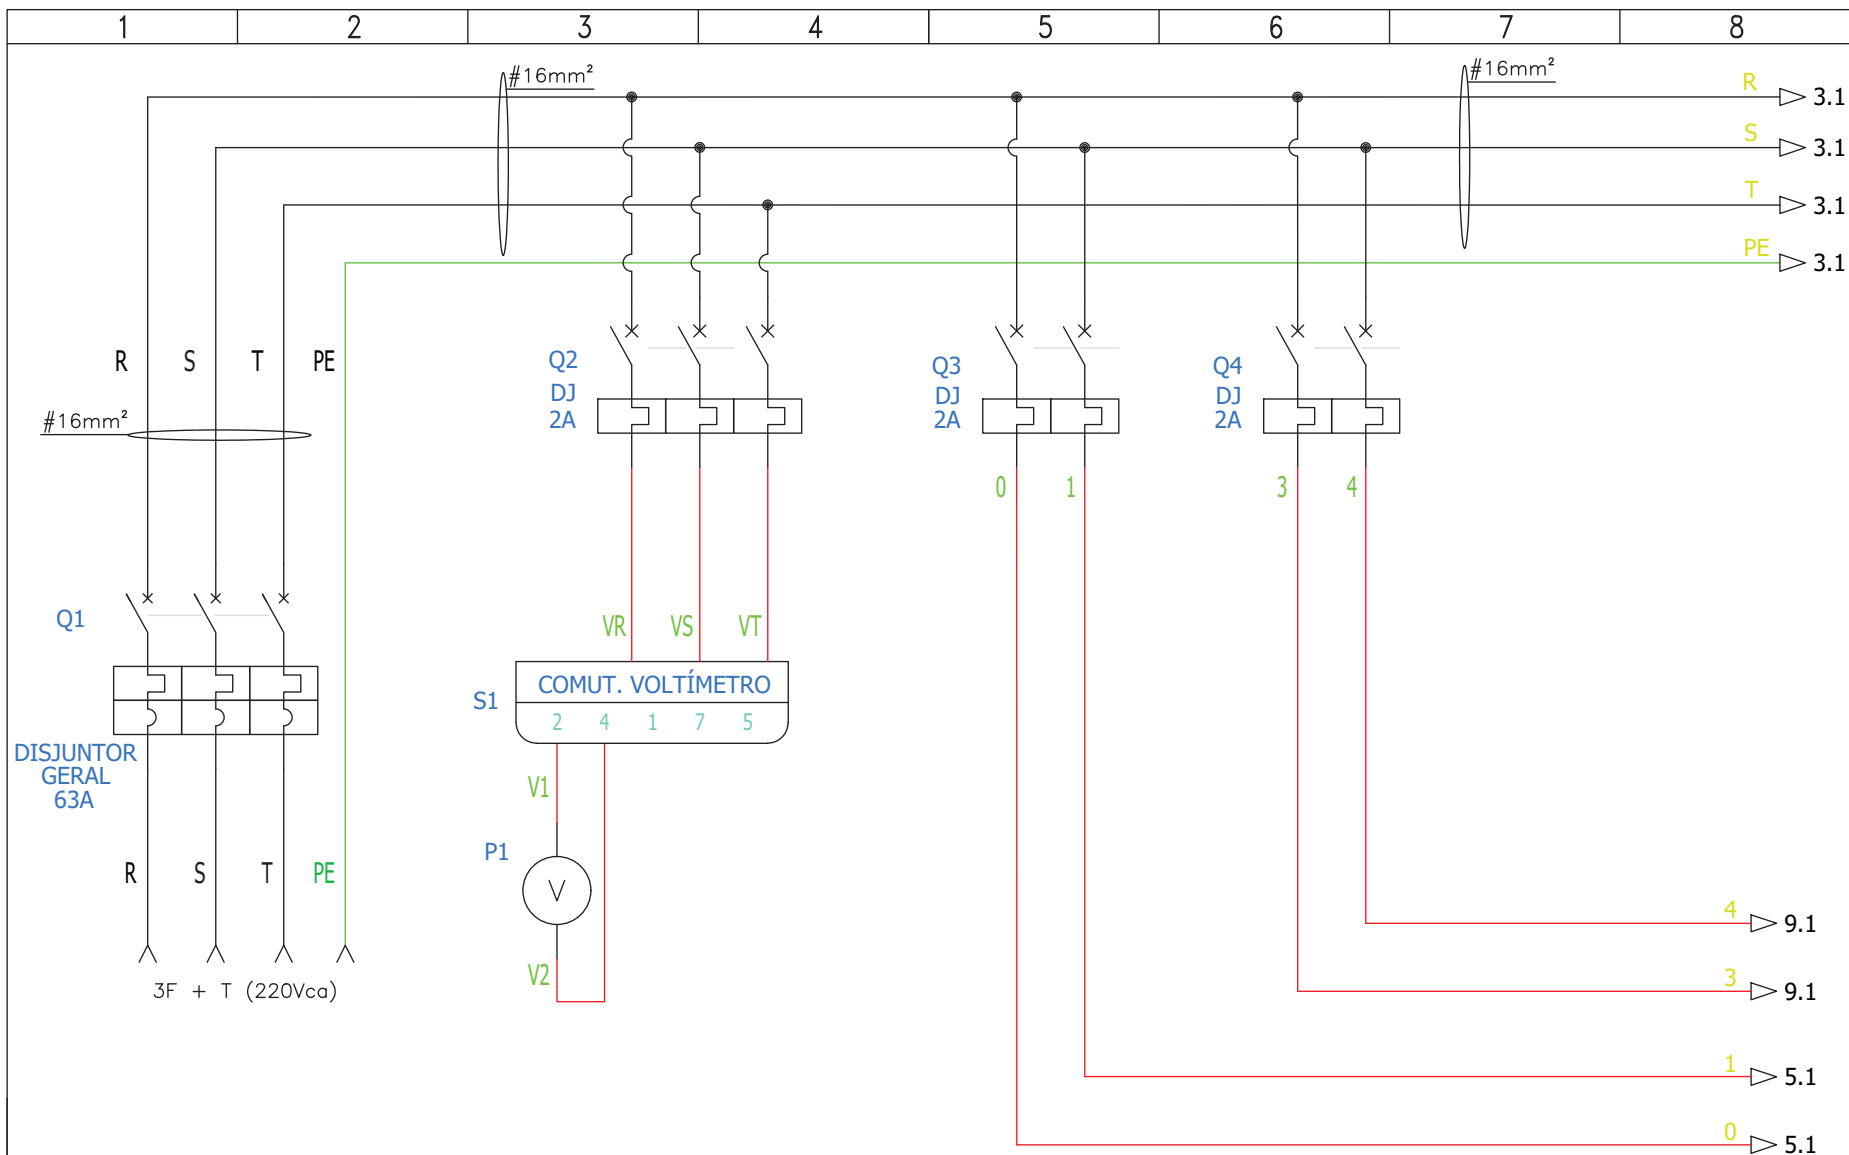 1 2 3 4 5 6 7 8
#16mm² #16mm²
R 3.1
S 3.1
T 3.1
PE 3.1
R S T PE
#16mm²
Q2
DJ
2A
Q3
DJ
2A
Q4
DJ
2A
0 1 3 4
Q1
VR VS VT
S1
COMUT. VOLTÍMETRO
2 4 1 7 5
DISJUNTOR
GERAL
63A
V1
P1
V
V2
R S T PE
3F + T (220Vca)
4 9.1
3 9.1
1 5.1
0 5.1